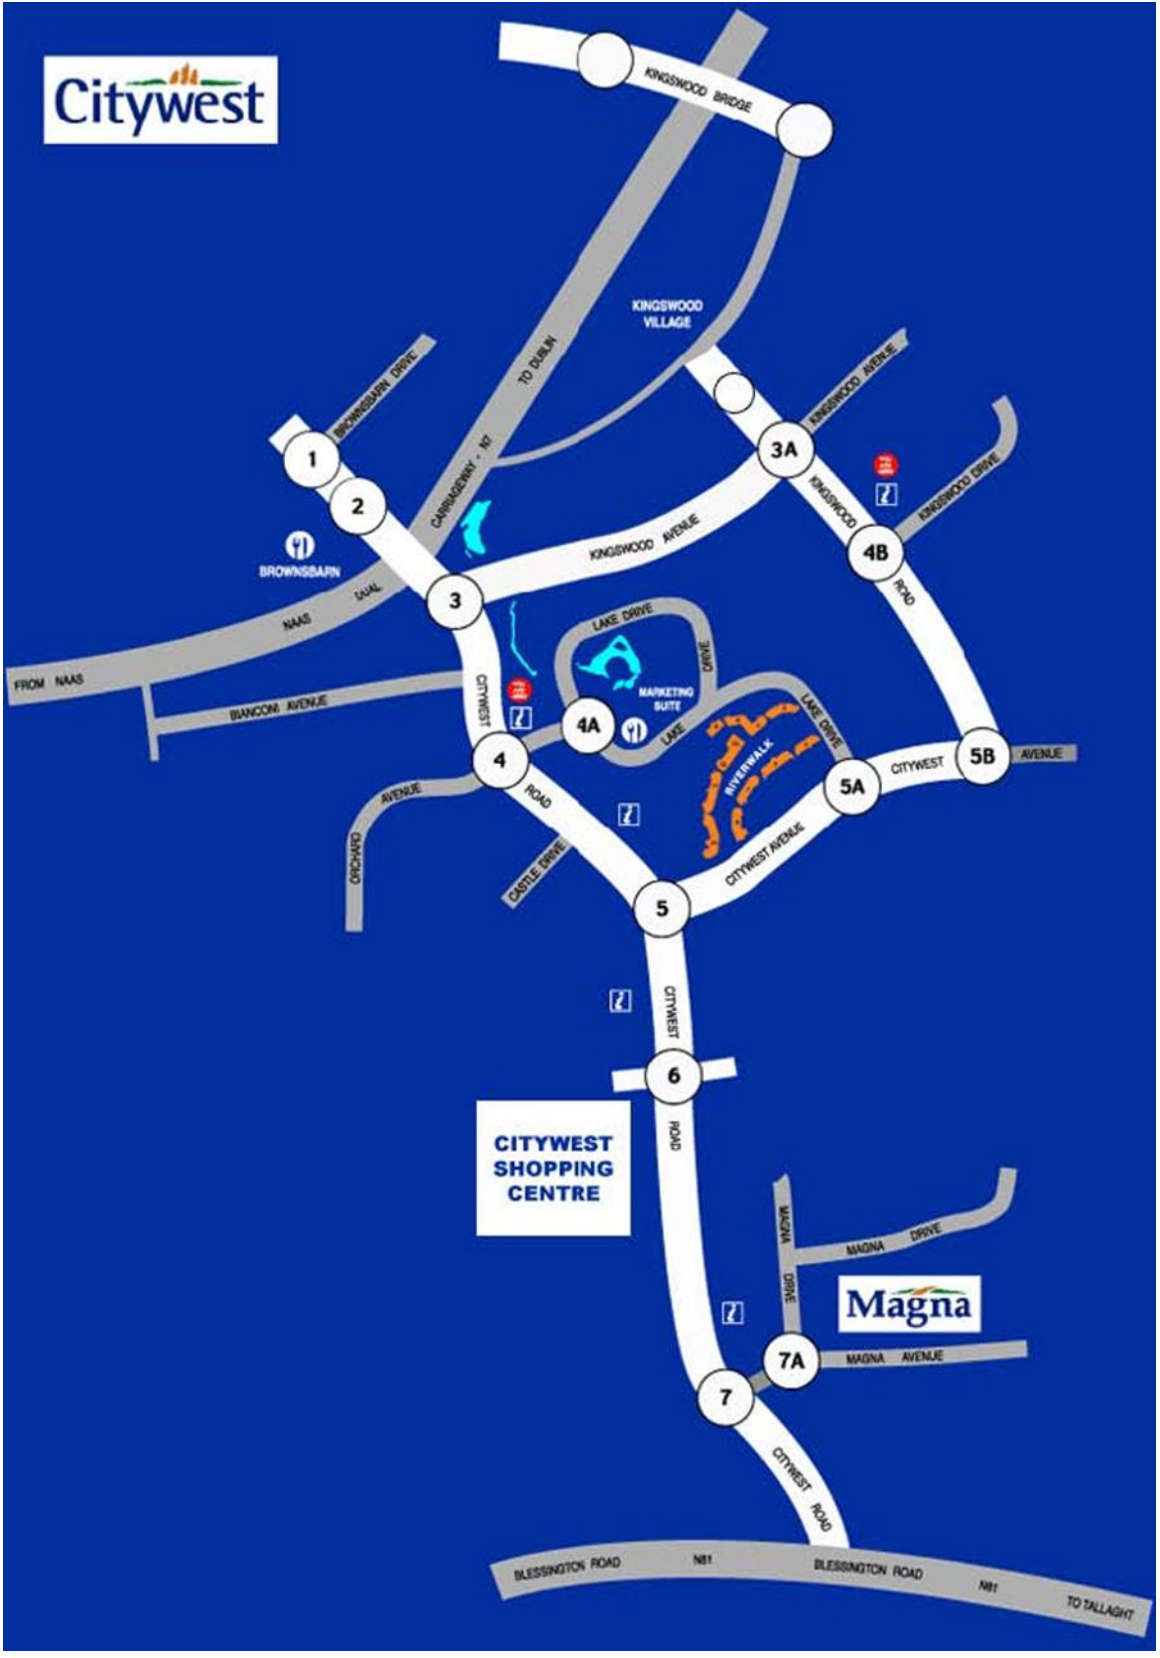 Citywest
KINGSWOOD BRIDGE
KINGSWOOD
VILLAGE
TO DUBLIN
BROWNSBARN DRIVE
KINGSWOOD AVENUE
1
3A
CARRIAGEWAY - N7
KINGSWOOD DRIVE
2
KINGSWOOD
ROAD
4B
KINGSWOOD AVENUE
BROWNSBARN
3
NAAS
DUAL
FROM NAAS
LAKE DRIVE
DRIVE
BIANCONI AVENUE
CITYWEST
MARKETING
SUITE
4A
LAKE
LAKE DRIVE
RIVERWALK
4
ROAD
5B
AVENUE
CITYWEST
5A
AVENUE
ORCHARD
CASTLE DRIVE
CITYWEST AVENUE
5
CITYWEST
6
ROAD
CITYWEST
SHOPPING
CENTRE
MAGNA
DRIVE
MAGNA DRIVE
Magna
7A
MAGNA AVENUE
7
CITYWEST ROAD
BLESSINGTON ROAD N81
BLESSINGTON ROAD N81
TO TALLAGHT